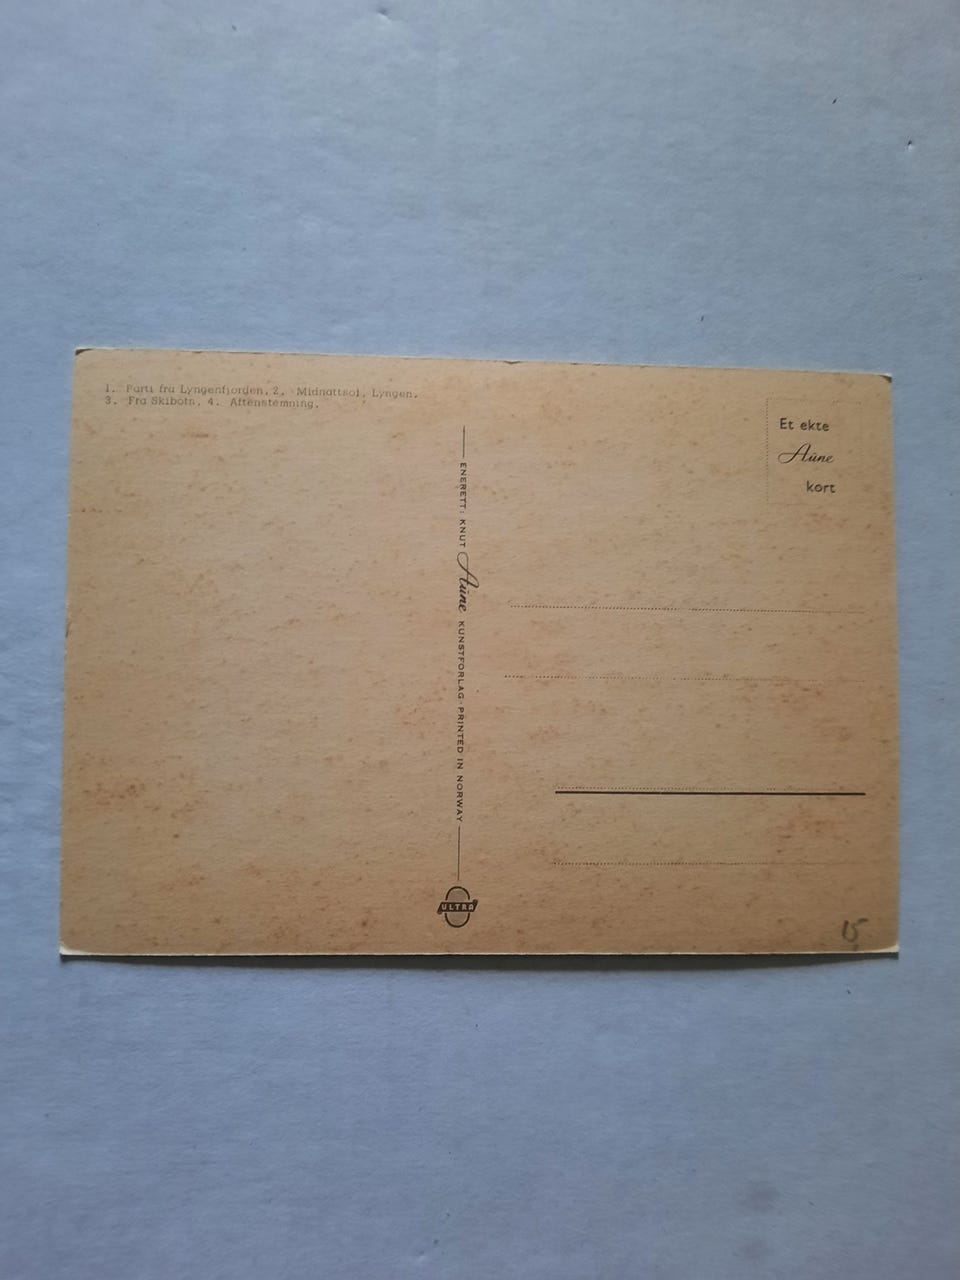 1. Parti fra Lyngenfjorden, 2. Midnattsol, Lyngen.
3. Fra Skibotn, 4. Aftenstemning.
Et ekte
Aune
kort
ENERETT: KNUT Aune KUNSTFORLAG - PRINTED IN NORWAY
ULTRA
15